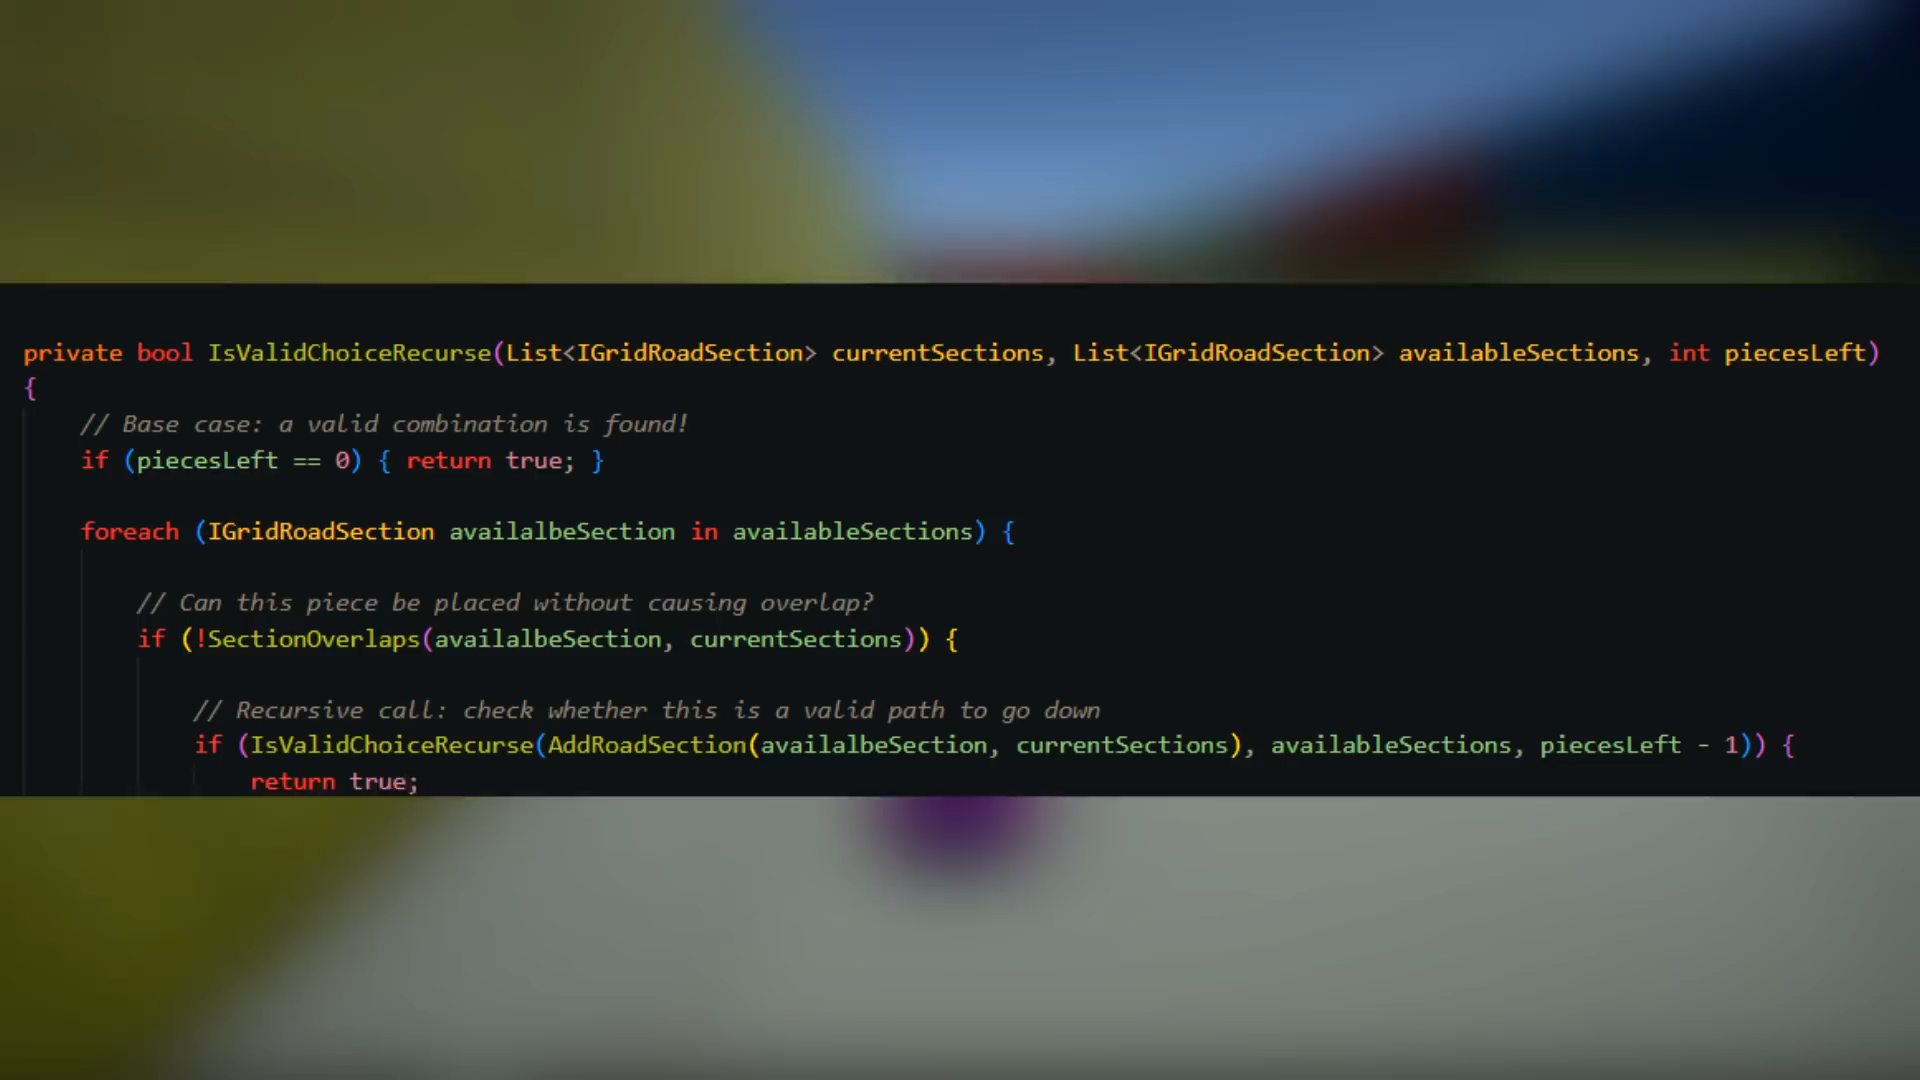 private bool IsValidChoiceRecurse(List<IGridRoadSection> currentSections, List<IGridRoadSection> availableSections, int piecesLeft)
{
// Base case: a valid combination is found!
if (piecesLeft == 0) { return true; }
foreach (IGridRoadSection availalbeSection in availableSections) {
// Can this piece be placed without causing overlap?
if (!SectionOverlaps(availalbeSection, currentSections)) {
// Recursive call: check whether this is a valid path to go down
if (IsValidChoiceRecurse(AddRoadSection(availalbeSection, currentSections), availableSections, piecesLeft - 1)) {
return true;